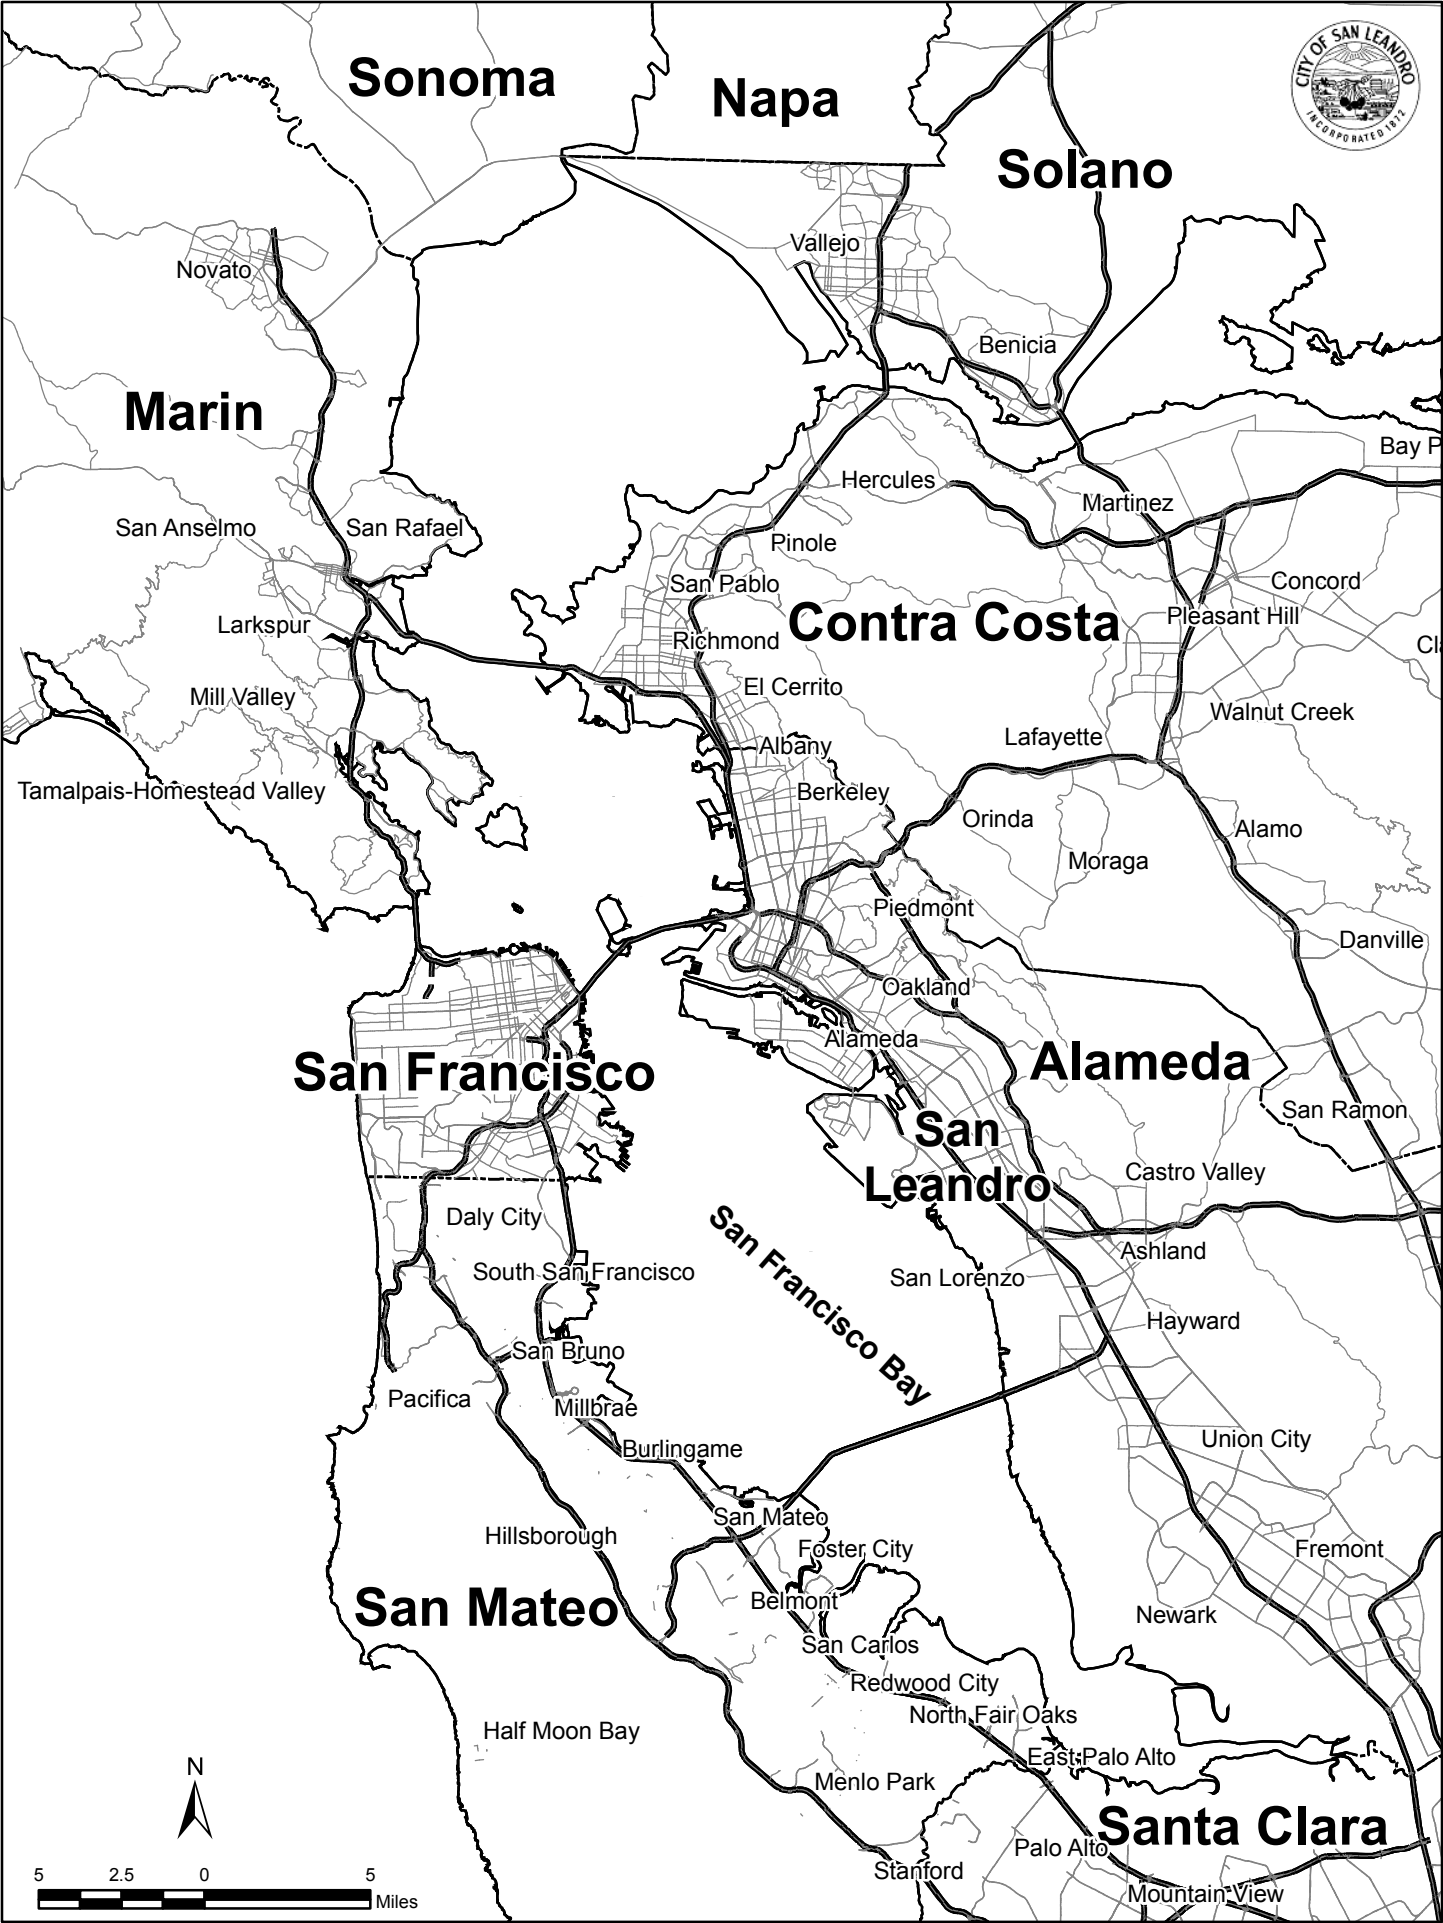 CITY OF SAN LEANDRO
INCORPORATED 1872
Sonoma
Napa
Solano
Vallejo
Novato
Benicia
Marin
Bay P
Hercules
Martinez
San Anselmo
San Rafael
Pinole
San Pablo
Concord
Contra Costa
Pleasant Hill
Larkspur
Richmond
Cla
El Cerrito
Mill Valley
Walnut Creek
Lafayette
Albany
Tamalpais-Homestead Valley
Berkeley
Orinda
Alamo
Moraga
Piedmont
Danville
Oakland
Alameda
San Francisco
Alameda
San Ramon
San
Leandro
Castro Valley
Daly City
San Francisco Bay
Ashland
South San Francisco
San Lorenzo
Hayward
San Bruno
Pacifica
Millbrae
Union City
Burlingame
San Mateo
Hillsborough
Foster City
Fremont
San Mateo
Belmont
Newark
San Carlos
Redwood City
North Fair Oaks
Half Moon Bay
East Palo Alto
N
Menlo Park
Santa Clara
Palo Alto
Stanford
Mountain View
5 2.5 0 5
Miles